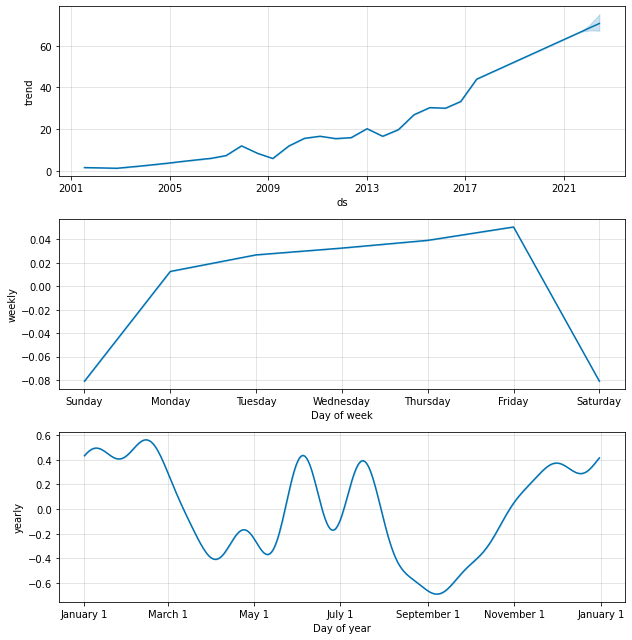 60
40
20
0
trend
2001 2005 2009 2013 2017 2021
ds
0.04
0.02
0.00
−0.02
−0.04
−0.06
−0.08
weekly
Sunday Monday Tuesday Wednesday Thursday Friday Saturday
Day of week
0.6
0.4
0.2
0.0
−0.2
−0.4
−0.6
yearly
January 1 March 1 May 1 July 1 September 1 November 1 January 1
Day of year